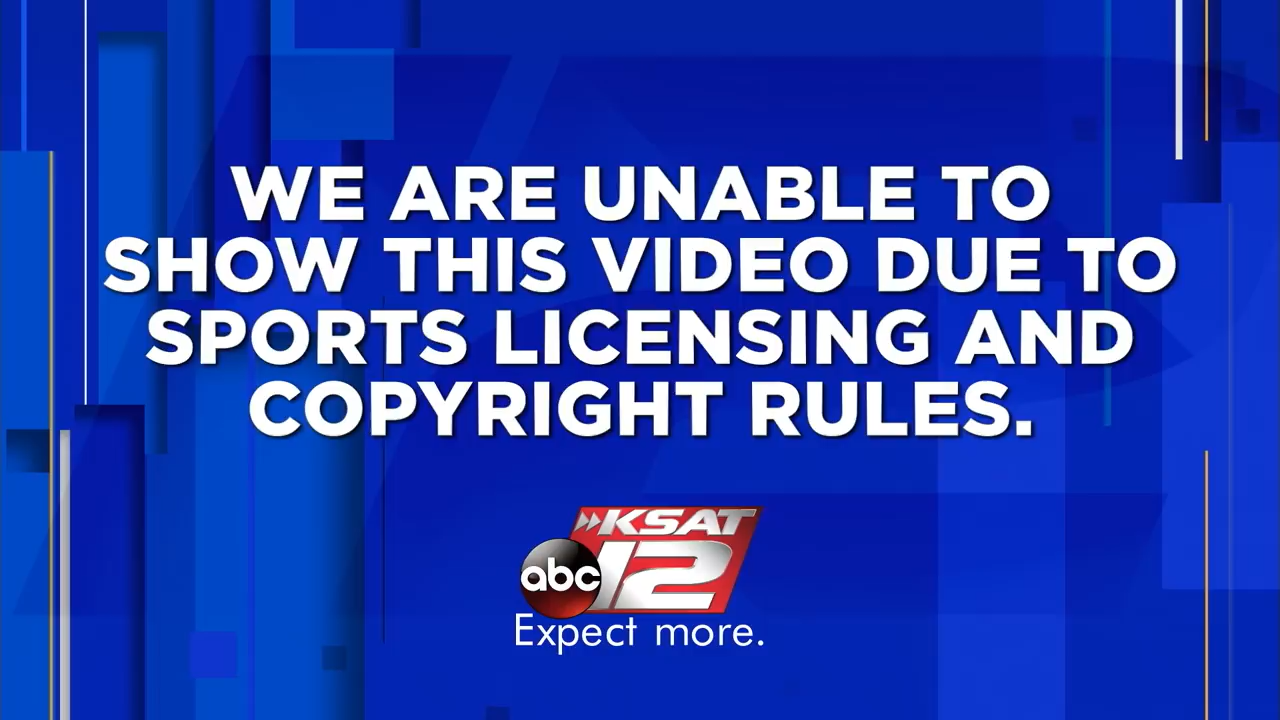 WE ARE UNABLE TO
SHOW THIS VIDEO DUE TO
SPORTS LICENSING AND
COPYRIGHT RULES.
KSAT
abc 12
Expect more.